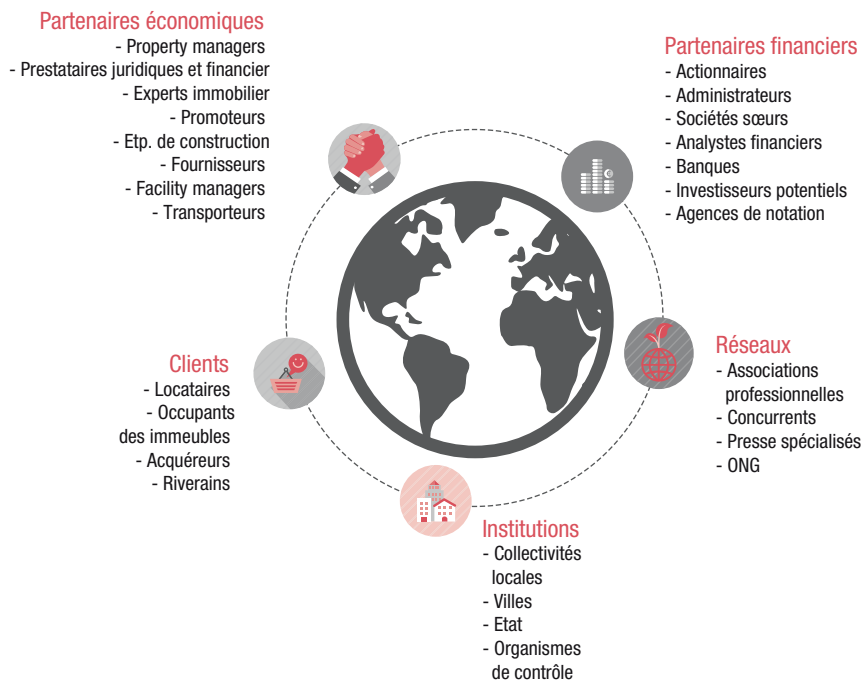 Partenaires économiques
- Property managers
- Prestataires juridiques et financier
- Experts immobilier
- Promoteurs
- Etp. de construction
- Fournisseurs
- Facility managers
- Transporteurs
Partenaires financiers
- Actionnaires
- Administrateurs
- Sociétés sœurs
- Analystes financiers
- Banques
- Investisseurs potentiels
- Agences de notation
Clients
- Locataires
- Occupants
des immeubles
- Acquéreurs
- Riverains
Réseaux
- Associations
professionnelles
- Concurrents
- Presse spécialisés
- ONG
Institutions
- Collectivités
locales
- Villes
- Etat
- Organismes
de contrôle